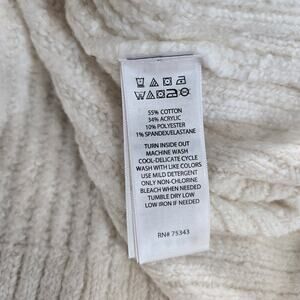 55% COTTON
34% ACRYLIC
10% POLYESTER
1% SPANDEX/ELASTANE
TURN INSIDE OUT
MACHINE WASH
COOL-DELICATE CYCLE
WASH WITH LIKE COLORS
USE MILD DETERGENT
ONLY NON-CHLORINE
BLEACH WHEN NEEDED
TUMBLE DRY LOW
LOW IRON IF NEEDED
RN# 75343